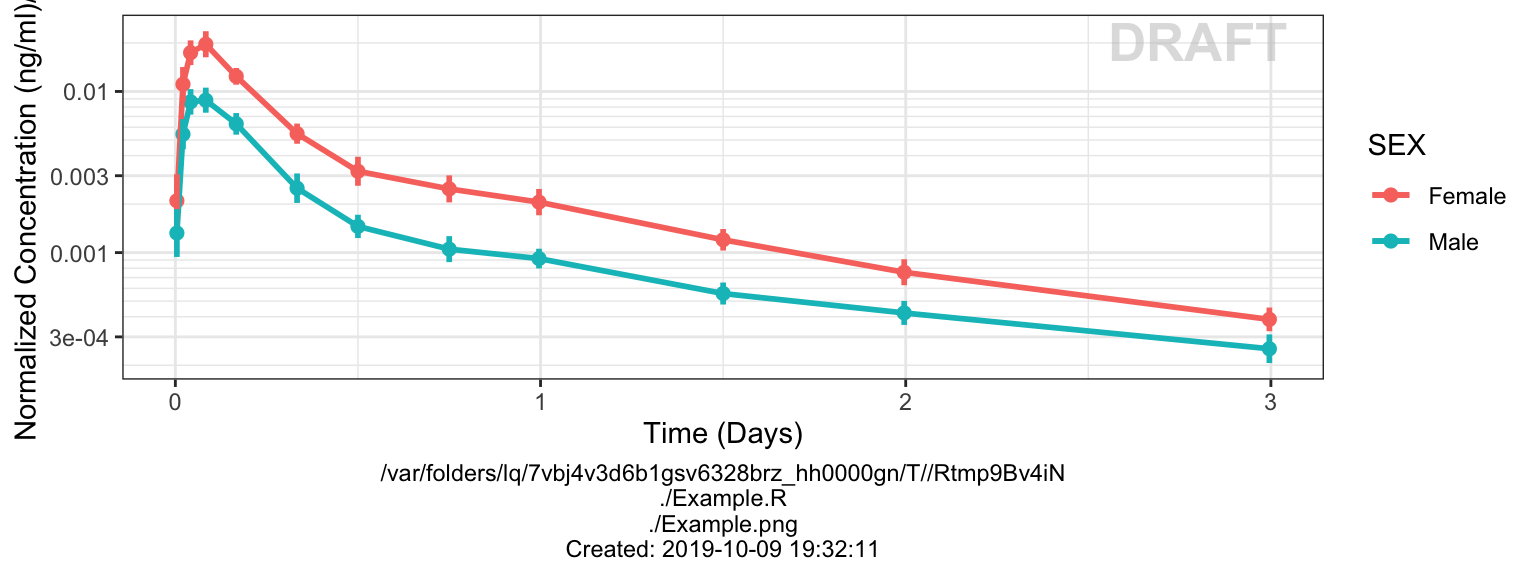 Normalized Concentration (ng/ml)/
DRAFT
0.01
0.003
0.001
3e-04
0
1
2
3
Time (Days)
SEX
Female
Male
/var/folders/lq/7vbj4v3d6b1gsv6328brz_hh0000gn/T//Rtmp9Bv4iN
./Example.R
./Example.png
Created: 2019-10-09 19:32:11